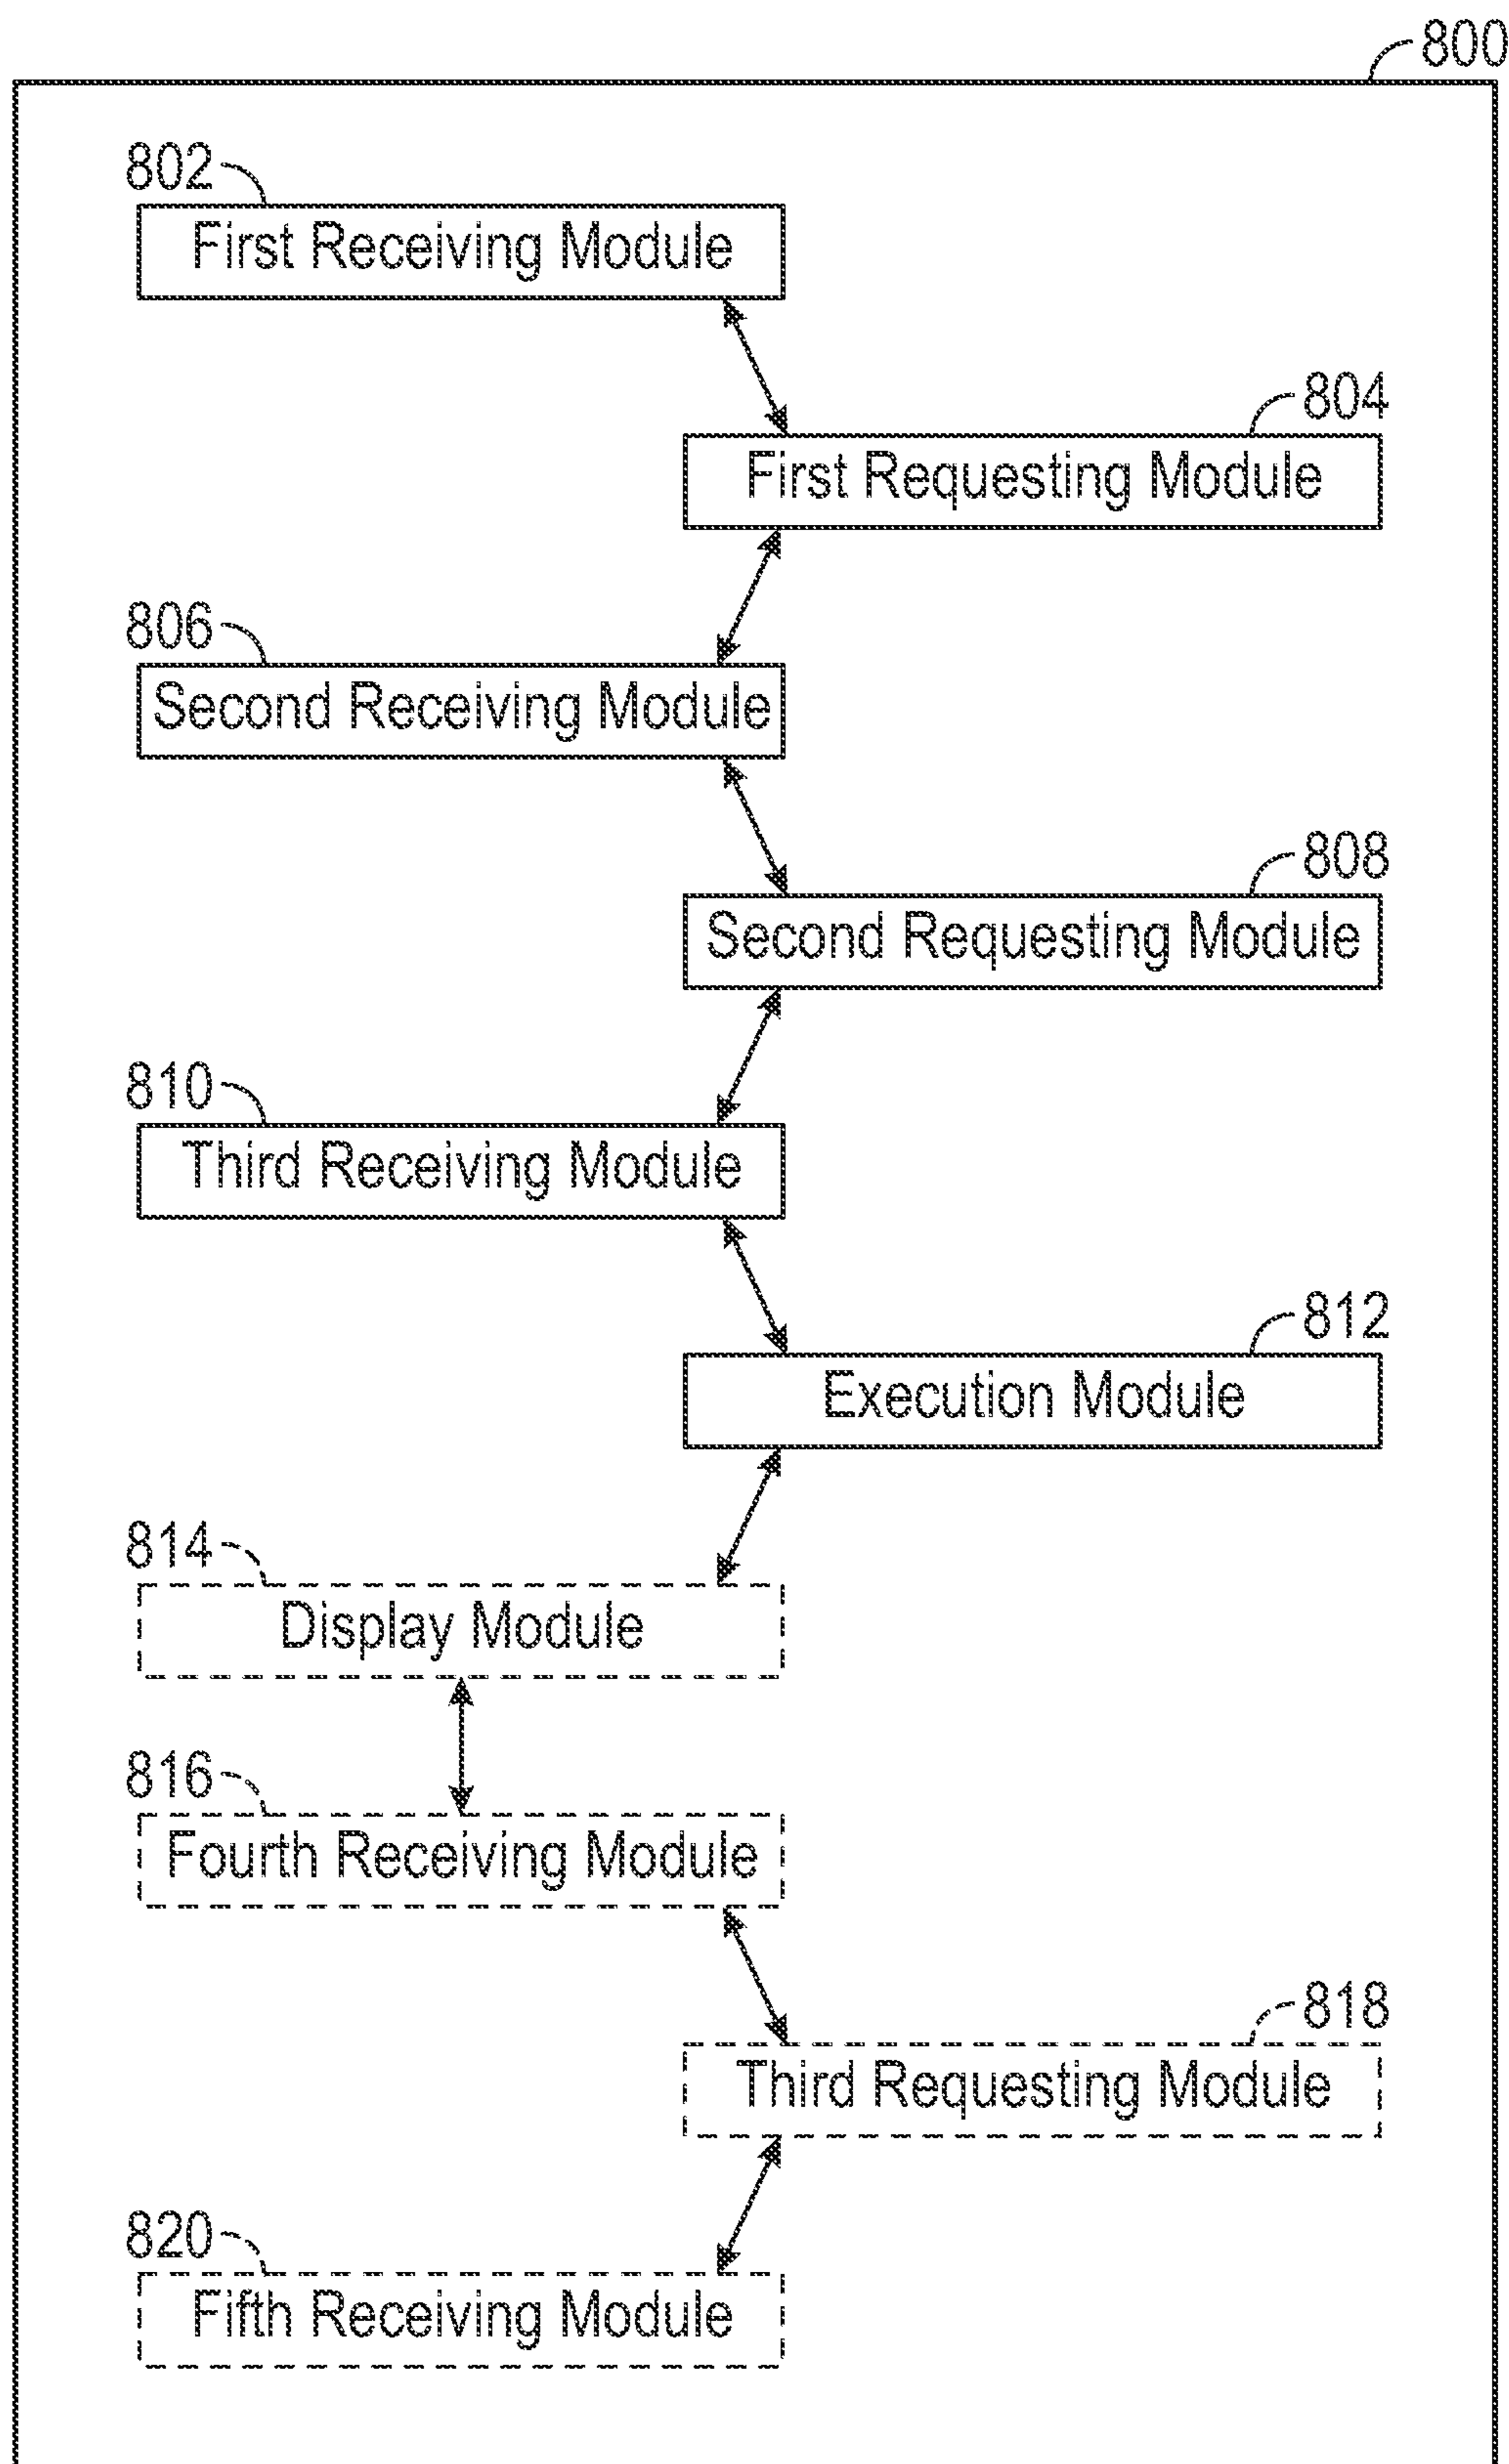 800
802
First Receiving Module
804
First Requesting Module
806
Second Receiving Module
808
Second Requesting Module
810
Third Receiving Module
812
Execution Module
814
Display Module
816
Fourth Receiving Module
818
Third Requesting Module
820
Fifth Receiving Module